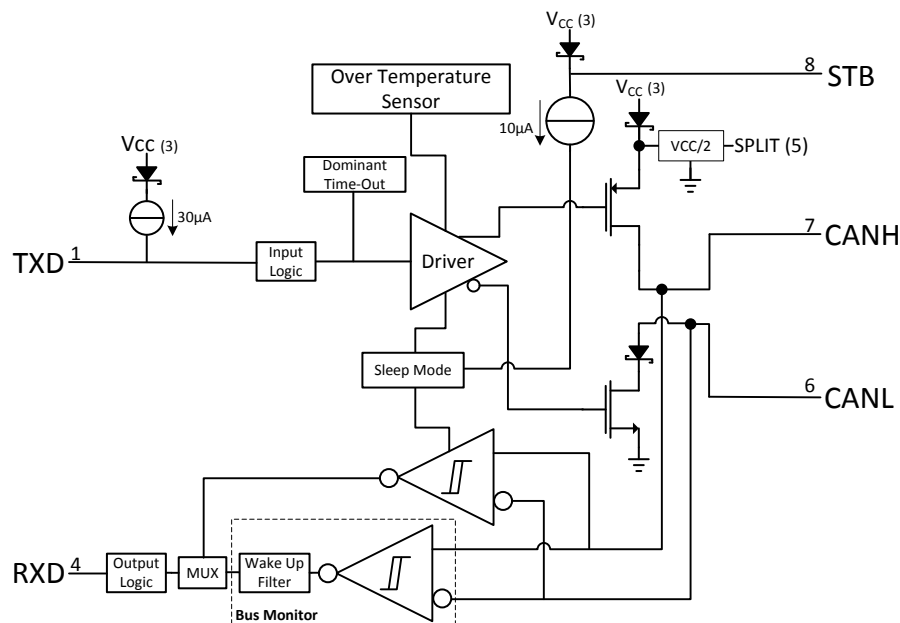 VCC (3)
8
STB
Over Temperature
Sensor
10µA
VCC (3)
VCC/2
SPLIT (5)
Vcc (3)
30µA
Dominant
Time-Out
TXD
1
Input
Logic
Driver
7
CANH
Sleep Mode
6
CANL
RXD
4
Output
Logic
MUX
Wake Up
Filter
Bus Monitor